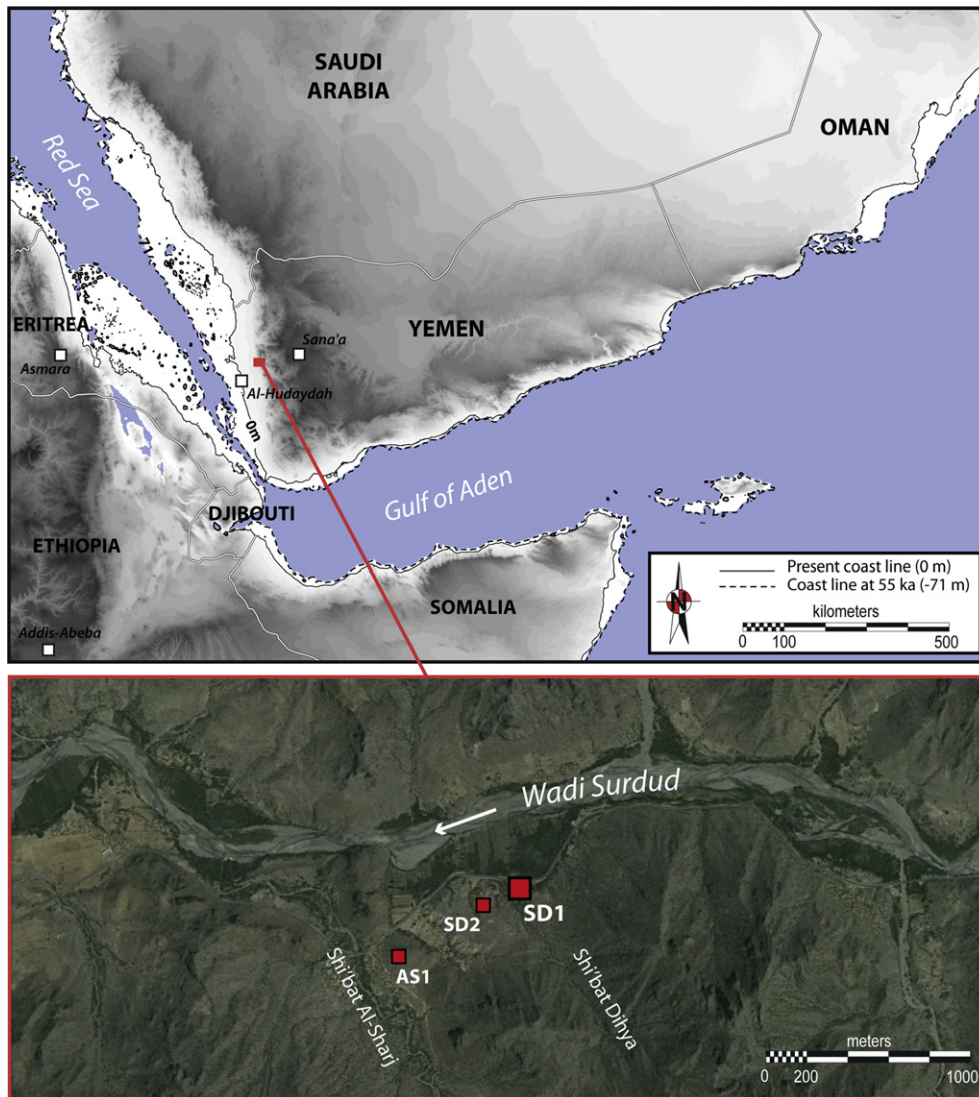 SAUDI
ARABIA
OMAN
Red Sea
71
ERITREA
Asmara
YEMEN
Sana'a
Al-Hudaydah
0m
Gulf of Aden
DJIBOUTI
ETHIOPIA
SOMALIA
Addis-Abeba
N
Present coast line (0 m)
Coast line at 55 ka (-71 m)
kilometers
0 100 500
Wadi Surdud
SD1
SD2
AS1
Shi'bat Al-Sharj
Shi'bat Dihya
meters
0 200 1000